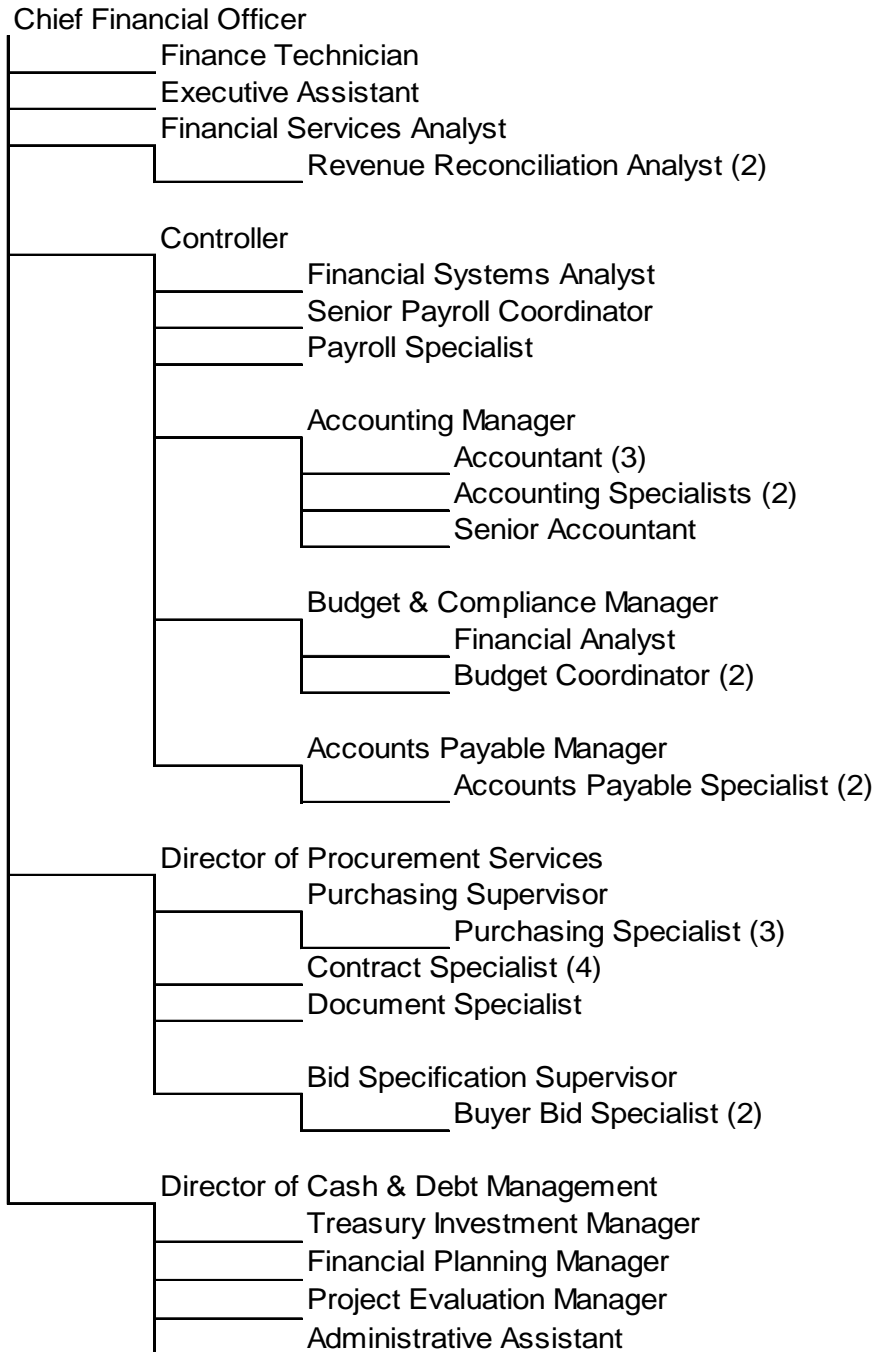 Chief Financial Officer
Finance Technician
Executive Assistant
Financial Services Analyst
Revenue Reconciliation Analyst (2)
Controller
Financial Systems Analyst
Senior Payroll Coordinator
Payroll Specialist
Accounting Manager
Accountant (3)
Accounting Specialists (2)
Senior Accountant
Budget & Compliance Manager
Financial Analyst
Budget Coordinator (2)
Accounts Payable Manager
Accounts Payable Specialist (2)
Director of Procurement Services
Purchasing Supervisor
Purchasing Specialist (3)
Contract Specialist (4)
Document Specialist
Bid Specification Supervisor
Buyer Bid Specialist (2)
Director of Cash & Debt Management
Treasury Investment Manager
Financial Planning Manager
Project Evaluation Manager
Administrative Assistant